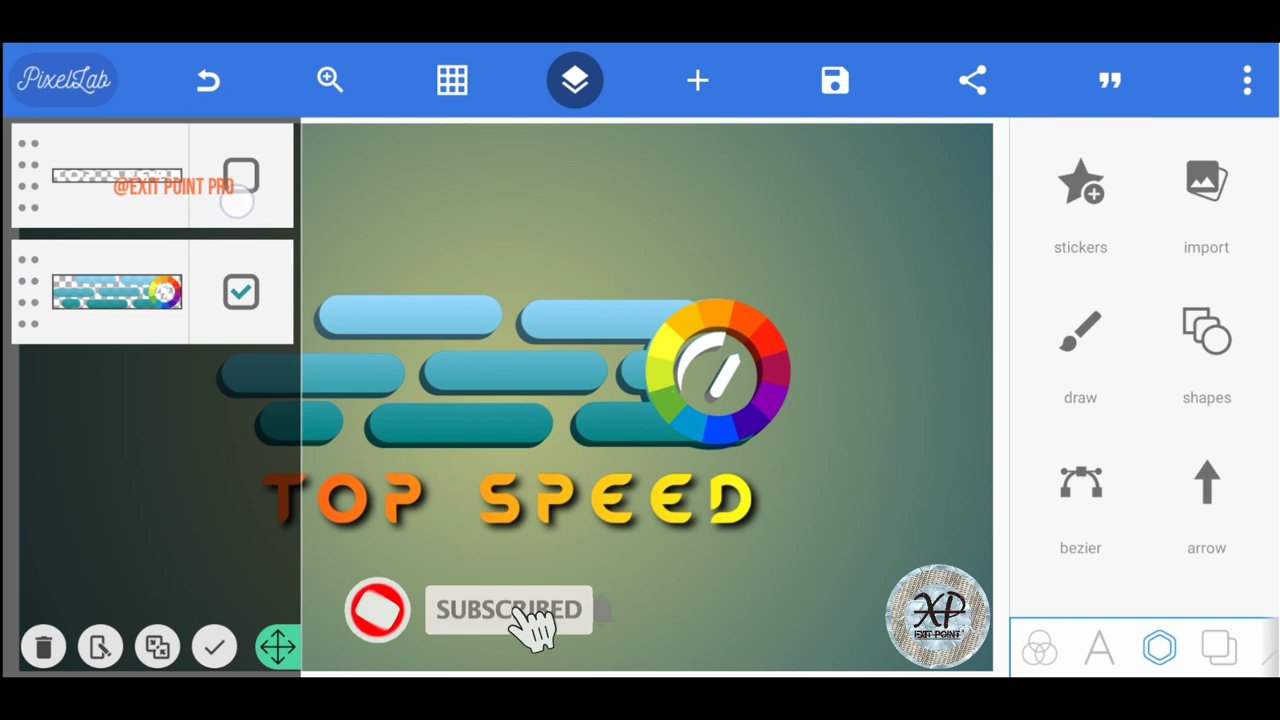 PixelLab
@EXIT POINT PRO
stickers
import
draw
shapes
TOP SPEED
bezier
arrow
SUBSCRIBED
XP
EXIT POINT